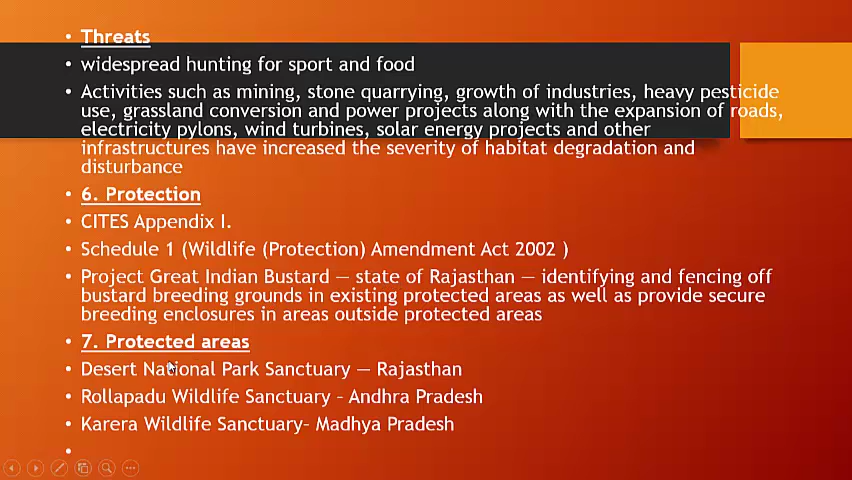 • Threats
• widespread hunting for sport and food
• Activities such as mining, stone quarrying, growth of industries, heavy pesticide
use, grassland conversion and power projects along with the expansion of roads,
electricity pylons, wind turbines, solar energy projects and other
infrastructures have increased the severity of habitat degradation and
disturbance
• 6. Protection
• CITES Appendix I.
• Schedule 1 (Wildlife (Protection) Amendment Act 2002 )
• Project Great Indian Bustard — state of Rajasthan — identifying and fencing off
bustard breeding grounds in existing protected areas as well as provide secure
breeding enclosures in areas outside protected areas
• 7. Protected areas
• Desert National Park Sanctuary — Rajasthan
• Rollapadu Wildlife Sanctuary – Andhra Pradesh
• Karera Wildlife Sanctuary– Madhya Pradesh
•